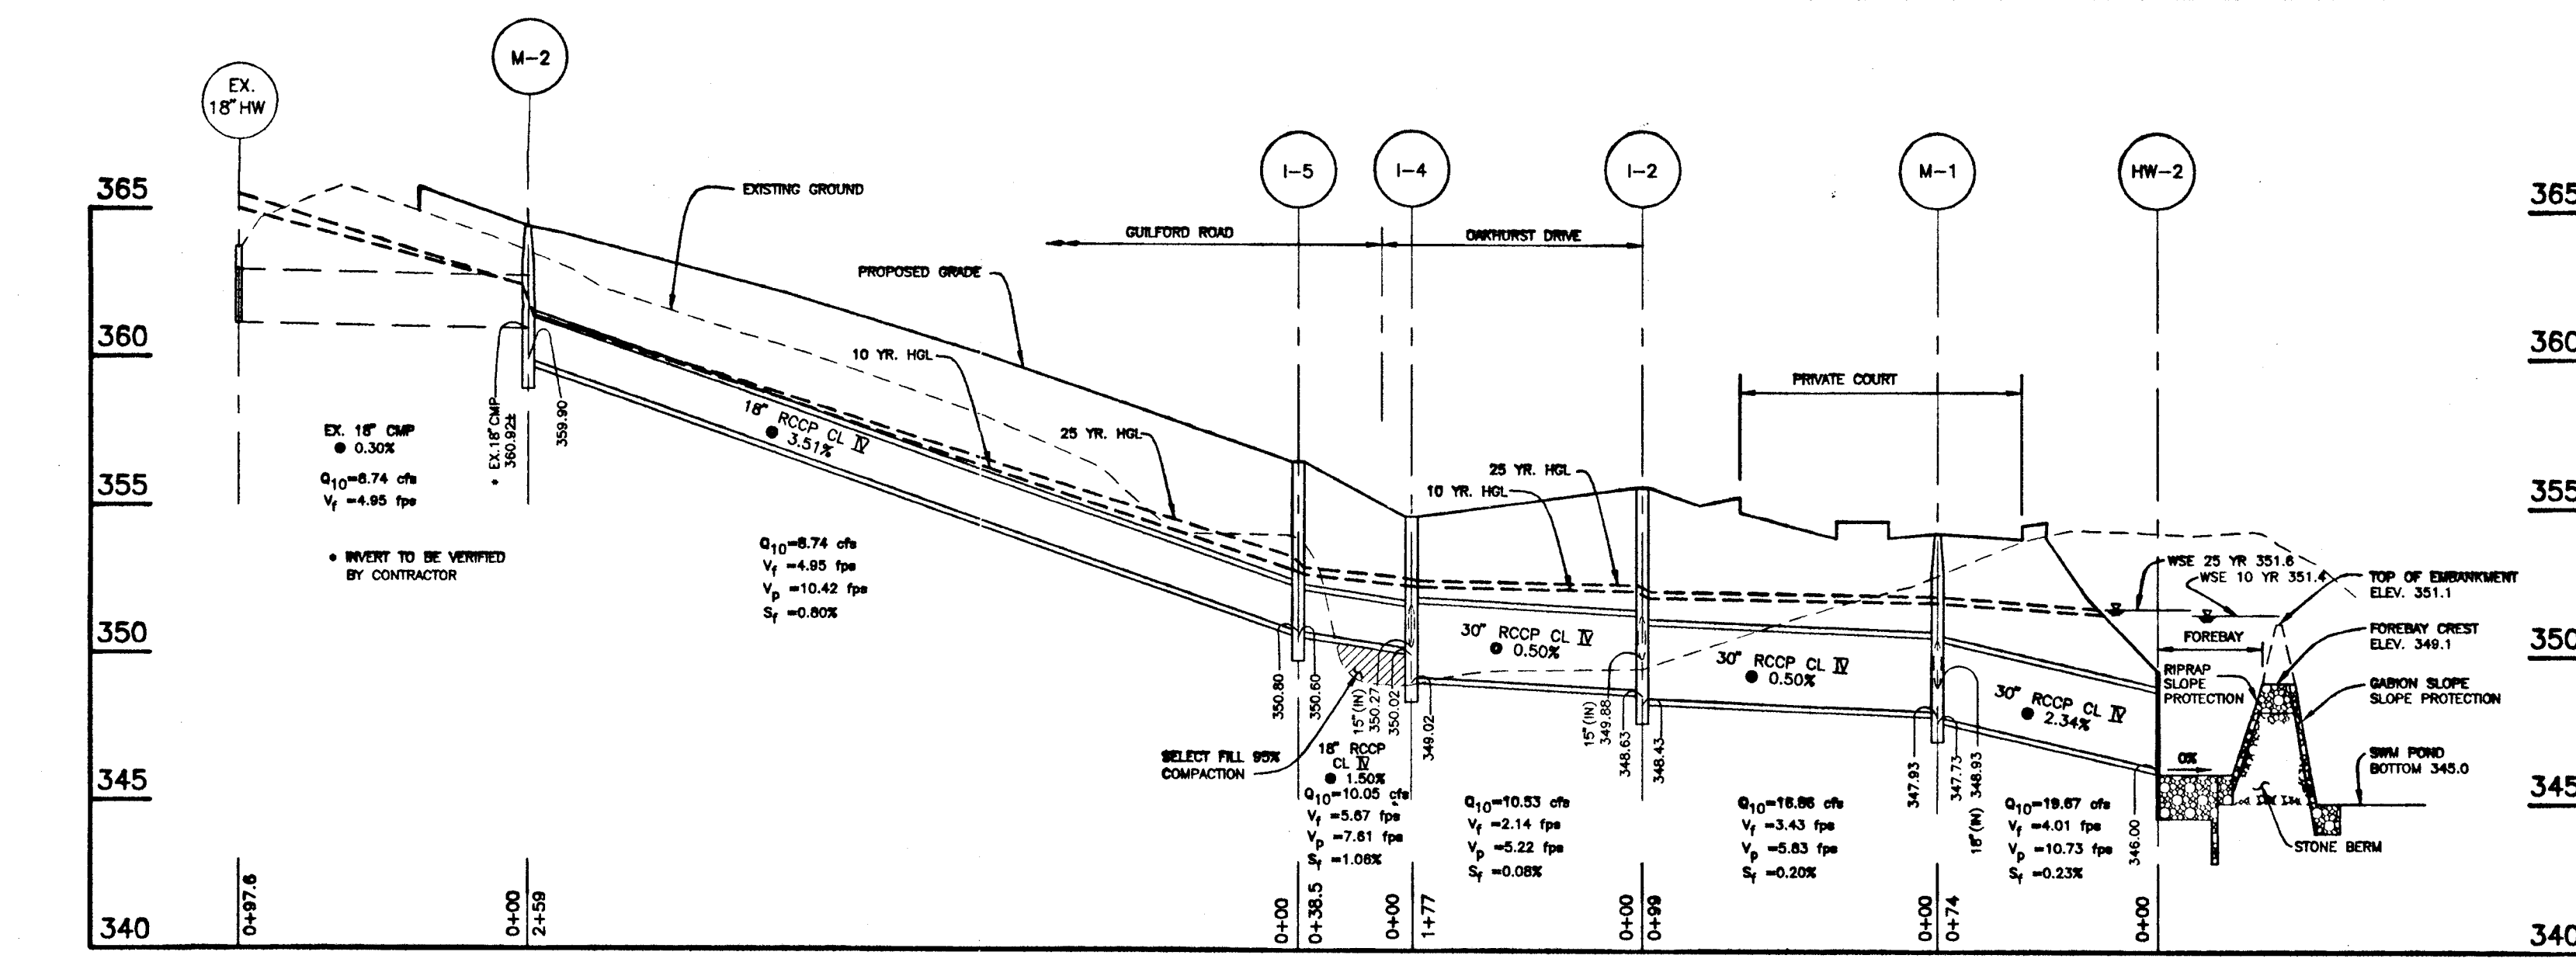 EX.
18" HW
M-2
I-5
I-4
I-2
M-1
HW-2
365
360
355
350
345
340
365
360
355
350
345
340
EXISTING GROUND
PROPOSED GRADE
GUILFORD ROAD
OAKHURST DRIVE
PRIVATE COURT
10 YR. HGL
25 YR. HGL
25 YR. HGL
10 YR. HGL
EX. 18" CMP
● 0.30%
Q10=8.74 cfs
Vf =4.95 fps
* INVERT TO BE VERIFIED
BY CONTRACTOR
* EX.18" CMP
360.92±
359.90
18" RCCP CL IV
● 3.51%
Q10=8.74 cfs
Vf =4.95 fps
Vp =10.42 fps
Sf =0.80%
350.80
350.60
15" (IN)
350.27
350.02
349.02
SELECT FILL 95%
COMPACTION
18" RCCP
CL IV
● 1.50%
Q10=10.05 cfs
Vf =5.67 fps
Vp =7.61 fps
Sf =1.06%
30" RCCP CL IV
● 0.50%
Q10=10.53 cfs
Vf =2.14 fps
Vp =5.22 fps
Sf =0.08%
15" (IN)
349.88
348.63
348.43
30" RCCP CL IV
● 0.50%
Vf =3.43 fps
Vp =5.83 fps
Sf =0.20%
347.93
347.73
18" (IN) 348.93
30" RCCP CL IV
● 2.34%
Q10=19.67 cfs
Vf =4.01 fps
Vp =10.73 fps
Sf =0.23%
346.00
WSE 25 YR 351.6
WSE 10 YR 351.4
TOP OF EMBANKMENT
ELEV. 351.1
FOREBAY
FOREBAY CREST
ELEV. 349.1
RIPRAP
SLOPE
PROTECTION
GABION SLOPE
SLOPE PROTECTION
0%
SWM POND
BOTTOM 345.0
STONE BERM
0+97.6
0+00
2+59
0+00
0+38.5
0+00
1+77
0+00
0+99
0+00
0+74
0+00